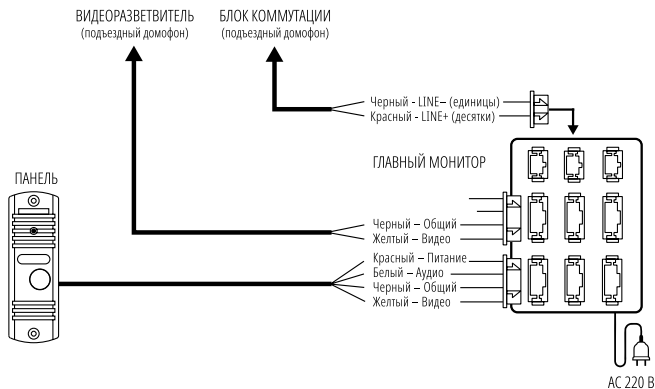 ВИДЕОРАЗВЕТВИТЕЛЬ
(подъездный домофон)
БЛОК КОММУТАЦИИ
(подъездный домофон)
Черный - LINE– (единицы)
Красный - LINE+ (десятки)
ГЛАВНЫЙ МОНИТОР
ПАНЕЛЬ
Черный – Общий
Желтый – Видео
Красный – Питание
Белый – Аудио
Черный – Общий
Желтый – Видео
AC 220 В